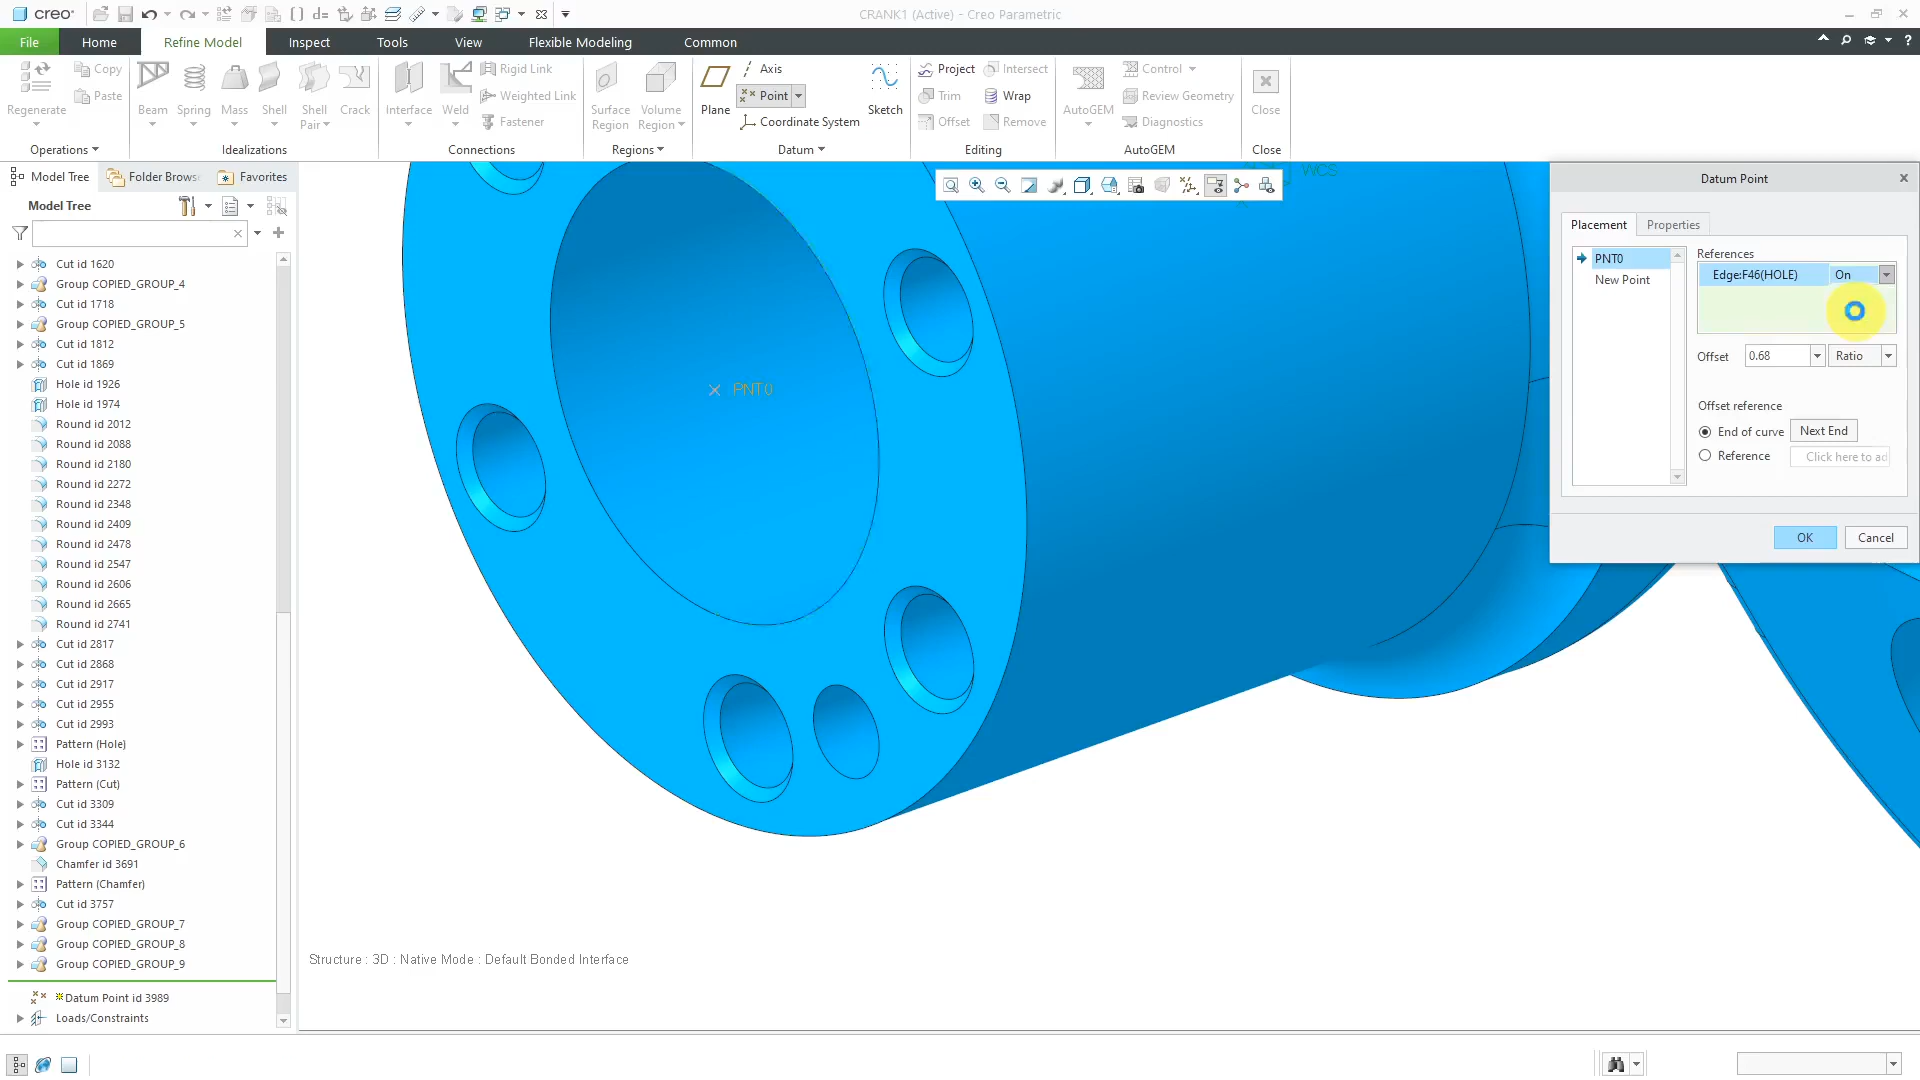 creo
CRANK1 (Active) - Creo Parametric
File Home Refine Model Inspect Tools View Flexible Modeling Common
Regenerate
Copy
Paste
Operations
Beam
Spring
Mass
Shell
Shell Pair
Crack
Idealizations
Interface
Weld
Rigid Link
Weighted Link
Fastener
Connections
Surface Region
Volume Region
Regions
Plane
Axis
Point
Coordinate System
Sketch
Datum
Project
Intersect
Trim
Wrap
Offset
Remove
Editing
AutoGEM
Control
Review Geometry
Diagnostics
AutoGEM
Close
Close
Model Tree
Folder Brows
Favorites
Model Tree
Cut id 1620
Group COPIED_GROUP_4
Cut id 1718
Group COPIED_GROUP_5
Cut id 1812
Cut id 1869
Hole id 1926
Hole id 1974
Round id 2012
Round id 2088
Round id 2180
Round id 2272
Round id 2348
Round id 2409
Round id 2478
Round id 2547
Round id 2606
Round id 2665
Round id 2741
Cut id 2817
Cut id 2868
Cut id 2917
Cut id 2955
Cut id 2993
Pattern (Hole)
Hole id 3132
Pattern (Cut)
Cut id 3309
Cut id 3344
Group COPIED_GROUP_6
Chamfer id 3691
Pattern (Chamfer)
Cut id 3757
Group COPIED_GROUP_7
Group COPIED_GROUP_8
Group COPIED_GROUP_9
Datum Point id 3989
Loads/Constraints
WCS
PNT0
Structure : 3D : Native Mode : Default Bonded Interface
Datum Point
Placement
Properties
PNT0
New Point
References
Edge:F46(HOLE) On
Offset 0.68 Ratio
Offset reference
End of curve Next End
Reference Click here to ad
OK Cancel